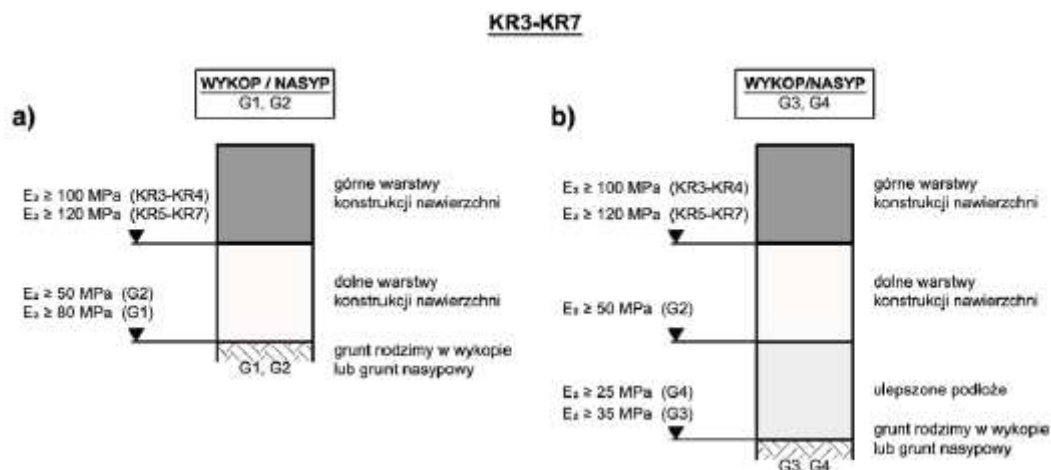 KR3-KR7
WYKOP / NASYP
G1, G2
a)
E₂ ≥ 100 MPa (KR3-KR4)
E₂ ≥ 120 MPa (KR5-KR7)
górne warstwy
konstrukcji nawierzchni
E₂ ≥ 50 MPa (G2)
E₂ ≥ 80 MPa (G1)
dolne warstwy
konstrukcji nawierzchni
grunt rodzimy w wykopie
lub grunt nasypowy
G1, G2
WYKOP/NASYP
G3, G4
b)
E₂ ≥ 100 MPa (KR3-KR4)
E₂ ≥ 120 MPa (KR5-KR7)
górne warstwy
konstrukcji nawierzchni
dolne warstwy
konstrukcji nawierzchni
E₂ ≥ 50 MPa (G2)
E₂ ≥ 25 MPa (G4)
E₂ ≥ 35 MPa (G3)
ulepszone podłoże
grunt rodzimy w wykopie
lub grunt nasypowy
G3, G4